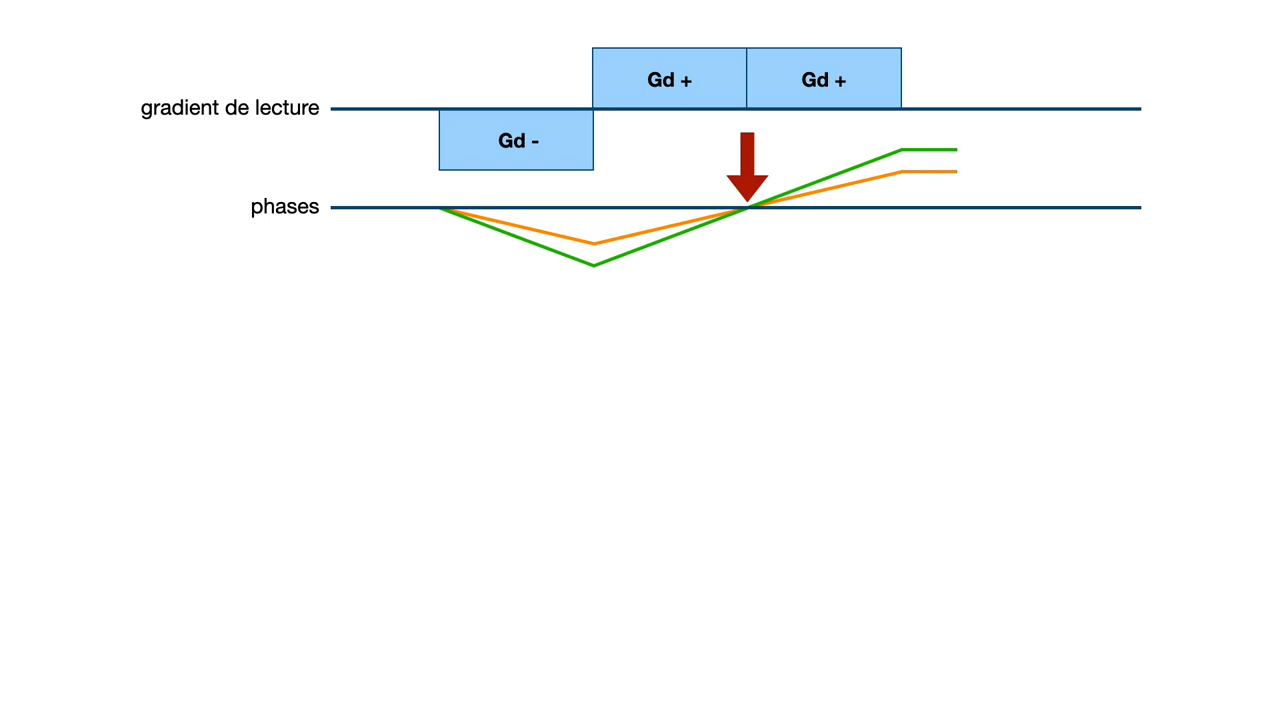 Gd +
Gd +
gradient de lecture
Gd -
phases